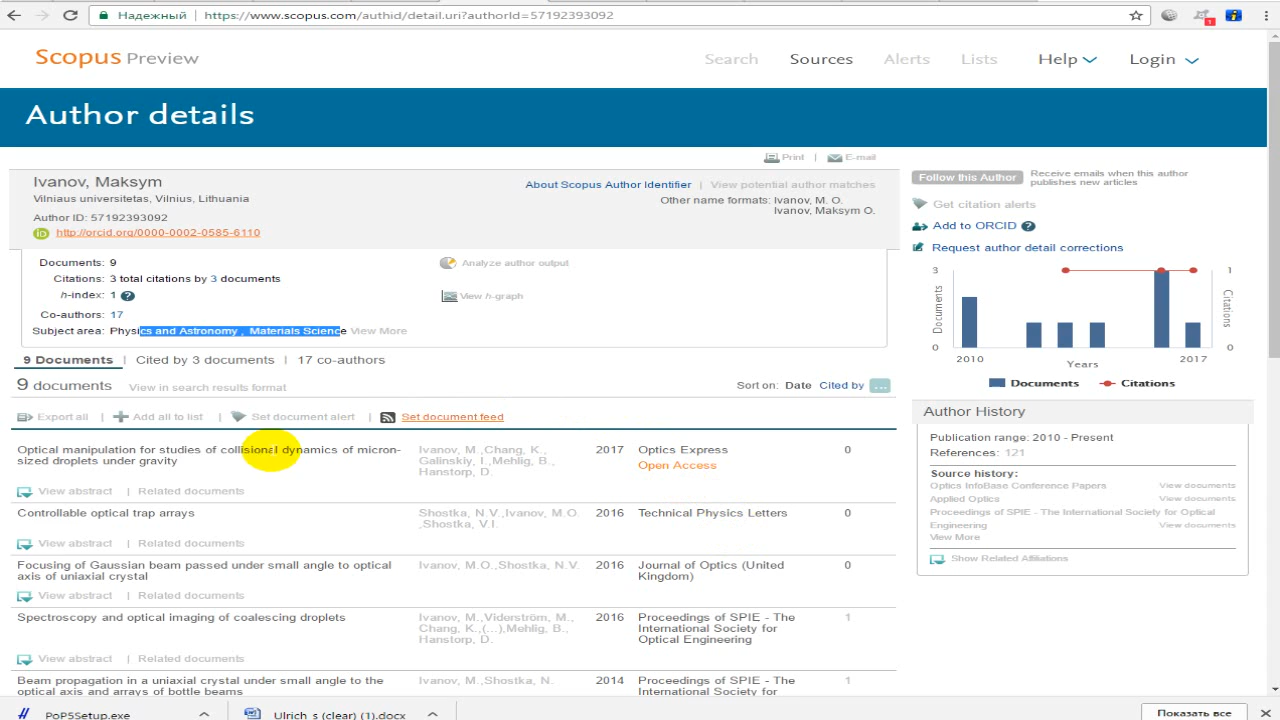 Надежный https://www.scopus.com/authid/detail.uri?authorId=57192393092
1
Scopus Preview
Search Sources Alerts Lists Help Login
Author details
Print | E-mail
Ivanov, Maksym
Vilniaus universitetas, Vilnius, Lithuania
Author ID: 57192393092
http://orcid.org/0000-0002-0585-6110
About Scopus Author Identifier | View potential author matches
Other name formats: Ivanov, M. O.
Ivanov, Maksym O.
Documents: 9
Citations: 3 total citations by 3 documents
h-index: 1 ?
Co-authors: 17
Subject area: Physics and Astronomy , Materials Science View More
Analyze author output
View h-graph
Follow this Author Receive emails when this author
publishes new articles
Get citation alerts
Add to ORCID ?
Request author detail corrections
3 1
Documents
Citations
0 0
2010 2017
Years
Documents Citations
9 Documents | Cited by 3 documents | 17 co-authors
9 documents View in search results format
Sort on: Date Cited by ...
Export all | Add all to list | Set document alert | Set document feed
Optical manipulation for studies of collisional dynamics of micron-
sized droplets under gravity
Ivanov, M.,Chang, K.,
Galinskiy, I.,Mehlig, B.,
Hanstorp, D.
2017 Optics Express 0
Open Access
View abstract | Related documents
Controllable optical trap arrays
Shostka, N.V.,Ivanov, M.O.
,Shostka, V.I.
2016 Technical Physics Letters 0
View abstract | Related documents
Focusing of Gaussian beam passed under small angle to optical
axis of uniaxial crystal
Ivanov, M.O.,Shostka, N.V.
2016 Journal of Optics (United
Kingdom)
0
View abstract | Related documents
Spectroscopy and optical imaging of coalescing droplets
Ivanov, M.,Viderström, M.,
Chang, K.,(...),Mehlig, B.,
Hanstorp, D.
2016 Proceedings of SPIE - The
International Society for
Optical Engineering
1
View abstract | Related documents
Beam propagation in a uniaxial crystal under small angle to the
optical axis and arrays of bottle beams
Ivanov, M.,Shostka, N.
2014 Proceedings of SPIE - The
International Society for
1
Author History
Publication range: 2010 - Present
References: 121
Source history:
Optics InfoBase Conference Papers View documents
Applied Optics View documents
Proceedings of SPIE - The International Society for Optical
Engineering View documents
View More
Show Related Affiliations
PoP5Setup.exe
Ulrich_s (clear) (1).docx
Показать все